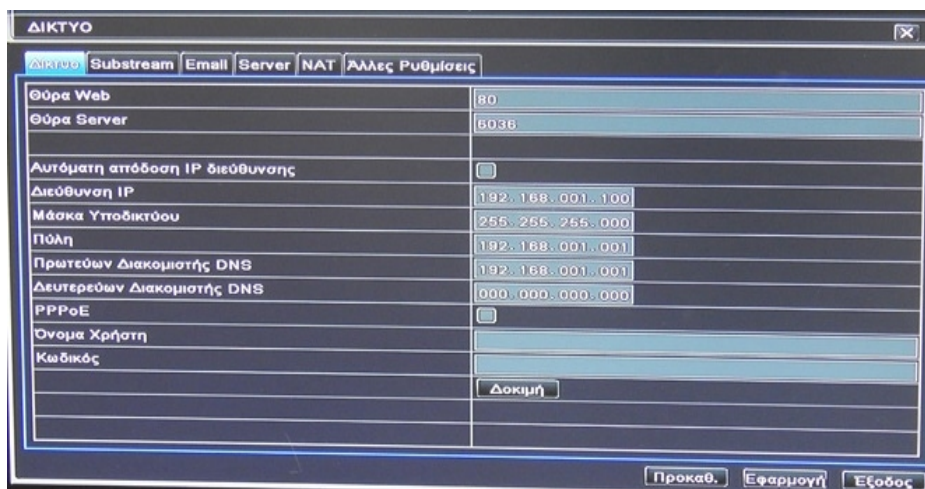 ΔΙΚΤΥΟ
Δίκτυο Substream Email Server NAT Άλλες Ρυθμίσεις
Θύρα Web 80
Θύρα Server 6036
Αυτόματη απόδοση IP διεύθυνσης
Διεύθυνση IP 192.168.001.100
Μάσκα Υποδικτύου 255.255.255.000
Πύλη 192.168.001.001
Πρωτεύων Διακομιστής DNS 192.168.001.001
Δευτερεύων Διακομιστής DNS 000.000.000.000
PPPoE
Όνομα Χρήστη
Κωδικός
Δοκιμή
Προκαθ. Εφαρμογή Έξοδος